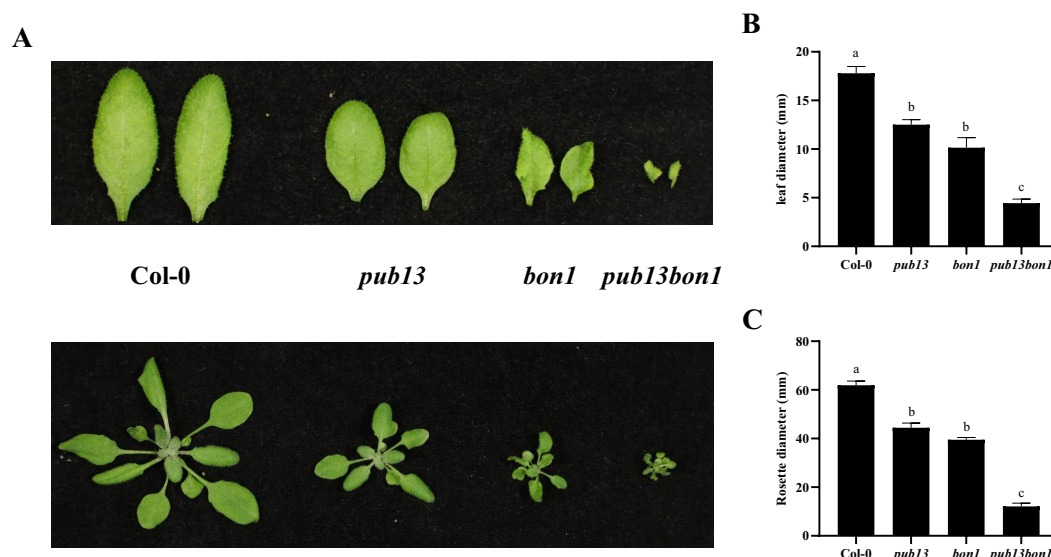 A
Col-0 pub13 bon1 pub13bon1
B
leaf diameter (mm)
20
15
10
5
0
a
b
b
c
Col-0 pub13 bon1 pub13bon1
C
Rosette diameter (mm)
80
60
40
20
0
a
b
b
c
Col-0 pub13 bon1 pub13bon1